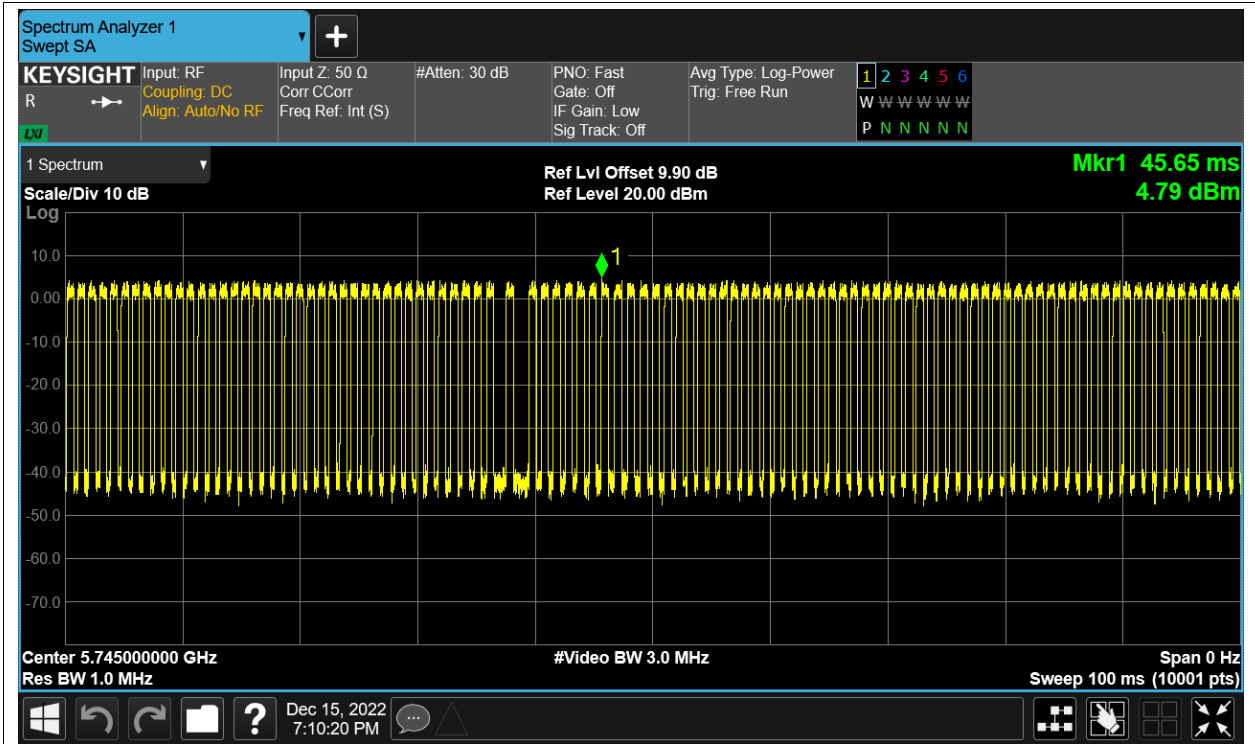 Spectrum Analyzer 1
Swept SA
KEYSIGHT
R
LXI
Input: RF
Coupling: DC
Align: Auto/No RF
Input Z: 50 Ω
Corr CCorr
Freq Ref: Int (S)
#Atten: 30 dB
PNO: Fast
Gate: Off
IF Gain: Low
Sig Track: Off
Avg Type: Log-Power
Trig: Free Run
1 2 3 4 5 6
W W W W W W
P N N N N N
1 Spectrum
Scale/Div 10 dB
Log
Ref Lvl Offset 9.90 dB
Ref Level 20.00 dBm
Mkr1 45.65 ms
4.79 dBm
1
10.0
0.00
-10.0
-20.0
-30.0
-40.0
-50.0
-60.0
-70.0
Center 5.745000000 GHz
#Video BW 3.0 MHz
Span 0 Hz
Res BW 1.0 MHz
Sweep 100 ms (10001 pts)
?
Dec 15, 2022
7:10:20 PM